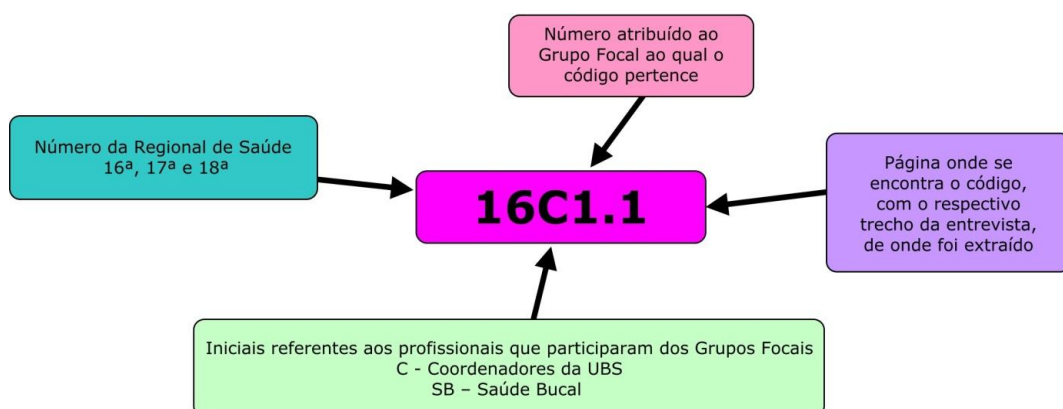 Número atribuído ao
Grupo Focal ao qual o
código pertence
Número da Regional de Saúde
16ª, 17ª e 18ª
16C1.1
Página onde se
encontra o código,
com o respectivo
trecho da entrevista,
de onde foi extraído
Iniciais referentes aos profissionais que participaram dos Grupos Focais
C - Coordenadores da UBS
SB – Saúde Bucal